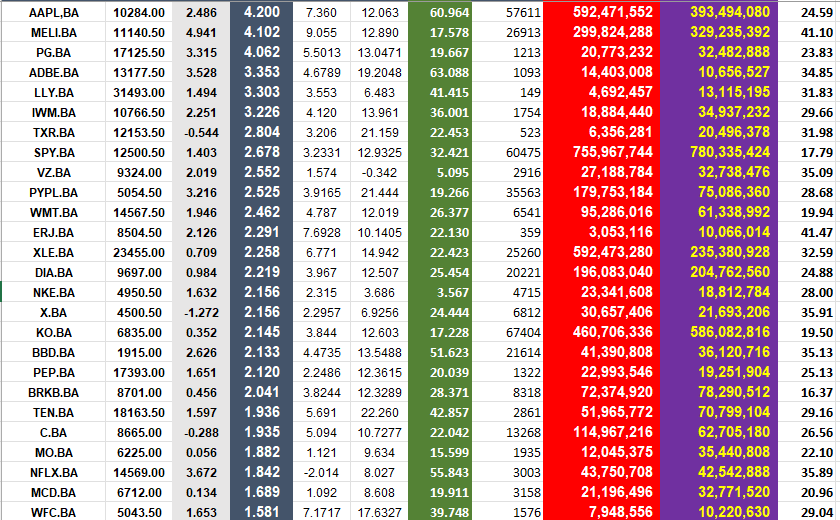 AAPL,BA 10284.00 2.486 4.200 7.360 12.063 60.964 57611 592,471,552 393,494,080 24.59
MELI.BA 11140.50 4.941 4.102 9.055 12.890 17.578 26913 299,824,288 329,235,392 41.10
PG.BA 17125.50 3.315 4.062 5.5013 13.0471 19.667 1213 20,773,232 32,482,888 23.83
ADBE.BA 13177.50 3.528 3.353 4.6789 19.2048 63.088 1093 14,403,008 10,656,527 34.85
LLY.BA 31493.00 1.494 3.303 3.553 6.483 41.415 149 4,692,457 13,115,195 31.83
IWM.BA 10766.50 2.251 3.226 4.120 13.961 36.001 1754 18,884,440 34,937,232 29.66
TXR.BA 12153.50 -0.544 2.804 3.206 21.159 22.453 523 6,356,281 20,496,378 31.98
SPY.BA 12500.50 1.403 2.678 3.2331 12.9325 32.421 60475 755,967,744 780,335,424 17.79
VZ.BA 9324.00 2.019 2.552 1.574 -0.342 5.095 2916 27,188,784 32,738,476 35.09
PYPL.BA 5054.50 3.216 2.525 3.9165 21.444 19.266 35563 179,753,184 75,086,360 28.68
WMT.BA 14567.50 1.946 2.462 4.787 12.019 26.377 6541 95,286,016 61,338,992 19.94
ERJ.BA 8504.50 2.126 2.291 7.6928 10.1405 22.130 359 3,053,116 10,066,014 41.47
XLE.BA 23455.00 0.709 2.258 6.771 14.942 22.423 25260 592,473,280 235,380,928 32.59
DIA.BA 9697.00 0.984 2.219 3.967 12.507 25.454 20221 196,083,040 204,762,560 24.88
NKE.BA 4950.50 1.632 2.156 2.315 3.686 3.567 4715 23,341,608 18,812,784 28.00
X.BA 4500.50 -1.272 2.156 2.2957 6.9256 24.444 6812 30,657,406 21,693,206 35.91
KO.BA 6835.00 0.352 2.145 3.844 12.603 17.228 67404 460,706,336 586,082,816 19.50
BBD.BA 1915.00 2.626 2.133 4.4735 13.5488 51.623 21614 41,390,808 36,120,716 35.13
PEP.BA 17393.00 1.651 2.120 2.2486 12.3615 20.039 1322 22,993,546 19,251,904 25.13
BRKB.BA 8701.00 0.456 2.041 3.8244 12.3289 28.371 8318 72,374,920 78,290,512 16.37
TEN.BA 18163.50 1.597 1.936 5.691 22.260 42.857 2861 51,965,772 70,799,104 29.16
C.BA 8665.00 -0.288 1.935 5.094 10.7277 22.042 13268 114,967,216 62,705,180 26.56
MO.BA 6225.00 0.056 1.882 1.121 9.634 15.599 1935 12,045,375 35,440,808 22.10
NFLX.BA 14569.00 3.672 1.842 -2.014 8.027 55.843 3003 43,750,708 42,542,888 35.89
MCD.BA 6712.00 0.134 1.689 1.092 8.608 19.911 3158 21,196,496 32,771,520 20.96
WFC.BA 5043.50 1.653 1.581 7.1717 17.6327 39.748 1576 7,948,556 10,220,630 29.04